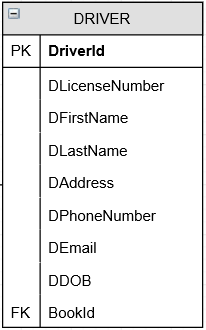 DRIVER
PK DriverId
DLicenseNumber
DFirstName
DLastName
DAddress
DPhoneNumber
DEmail
DDOB
FK BookId